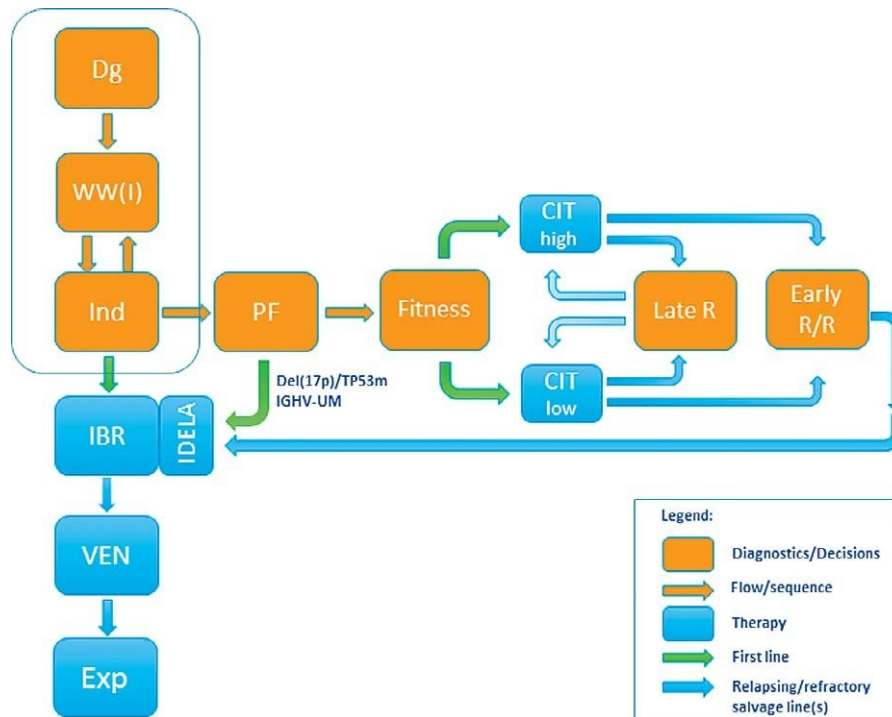 Dg
WW(I)
Ind
PF
Fitness
CIT
high
Late R
Early
R/R
CIT
low
Del(17p)/TP53m
IGHV-UM
IBR
IDELA
VEN
Exp
Legend:
Diagnostics/Decisions
Flow/sequence
Therapy
First line
Relapsing/refractory
salvage line(s)